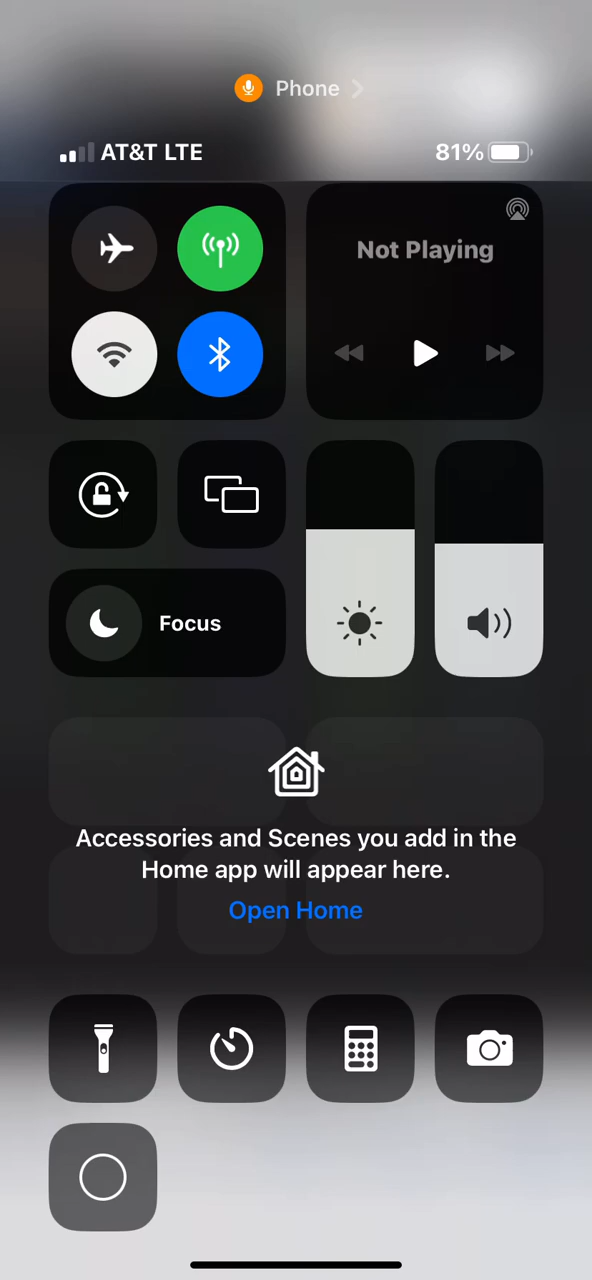 Phone
AT&T LTE
81%
Not Playing
Focus
Accessories and Scenes you add in the
Home app will appear here.
Open Home